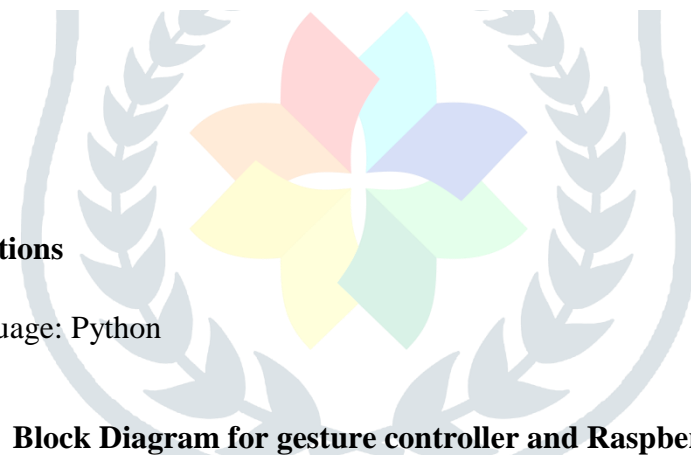 tions
uage: Python
Block Diagram for gesture controller and Raspber